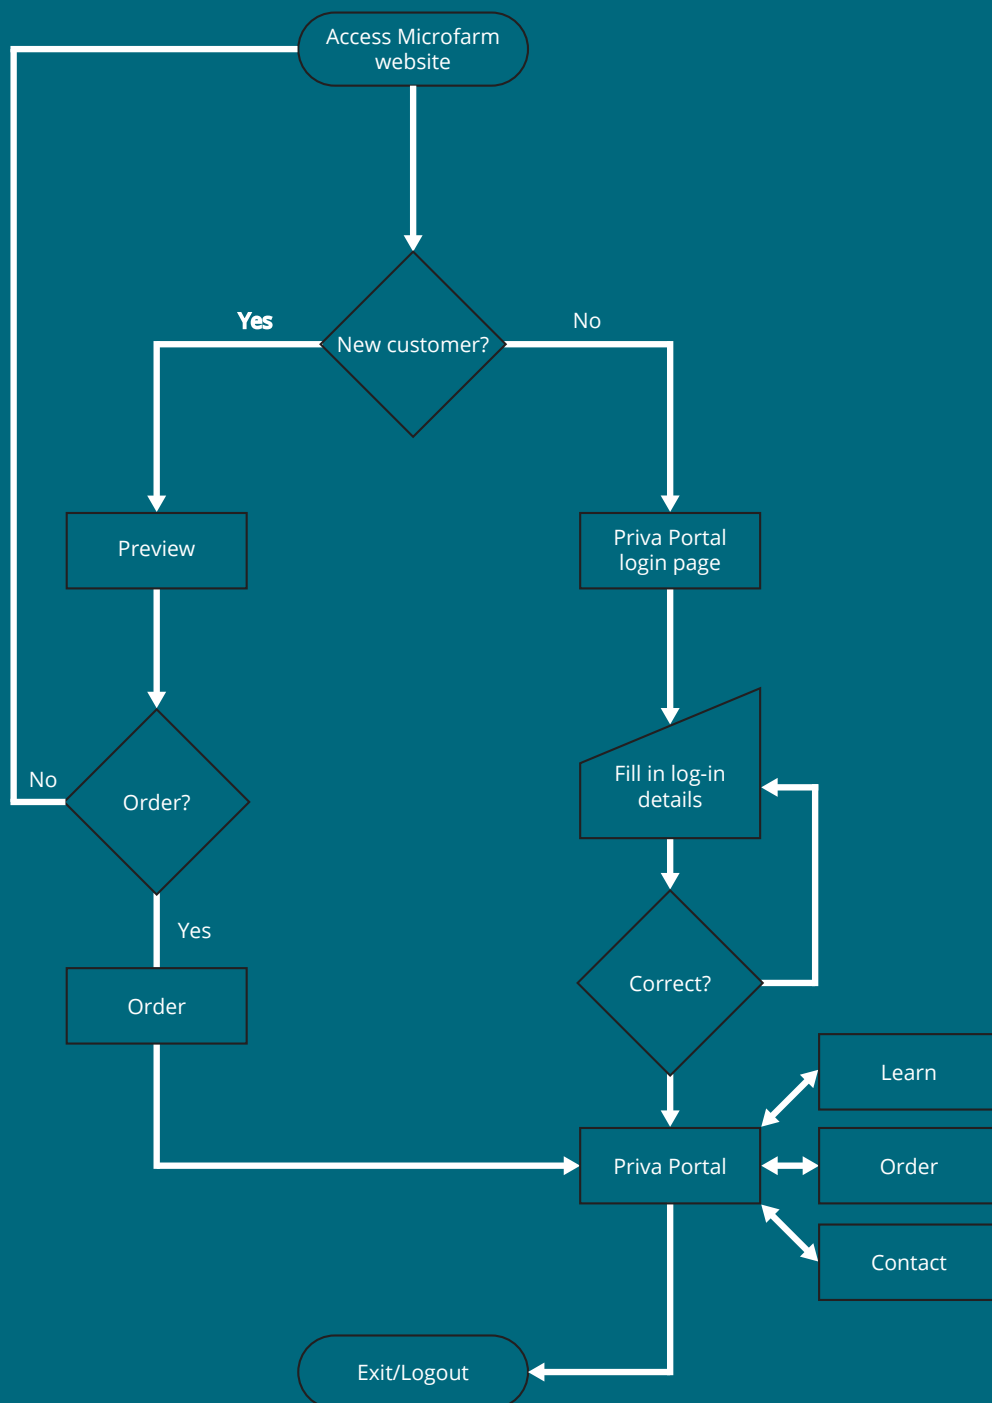 Access Microfarm
website
Yes
No
New customer?
Preview
Priva Portal
login page
No
Order?
Fill in log-in
details
Yes
Order
Correct?
Learn
Priva Portal
Order
Contact
Exit/Logout